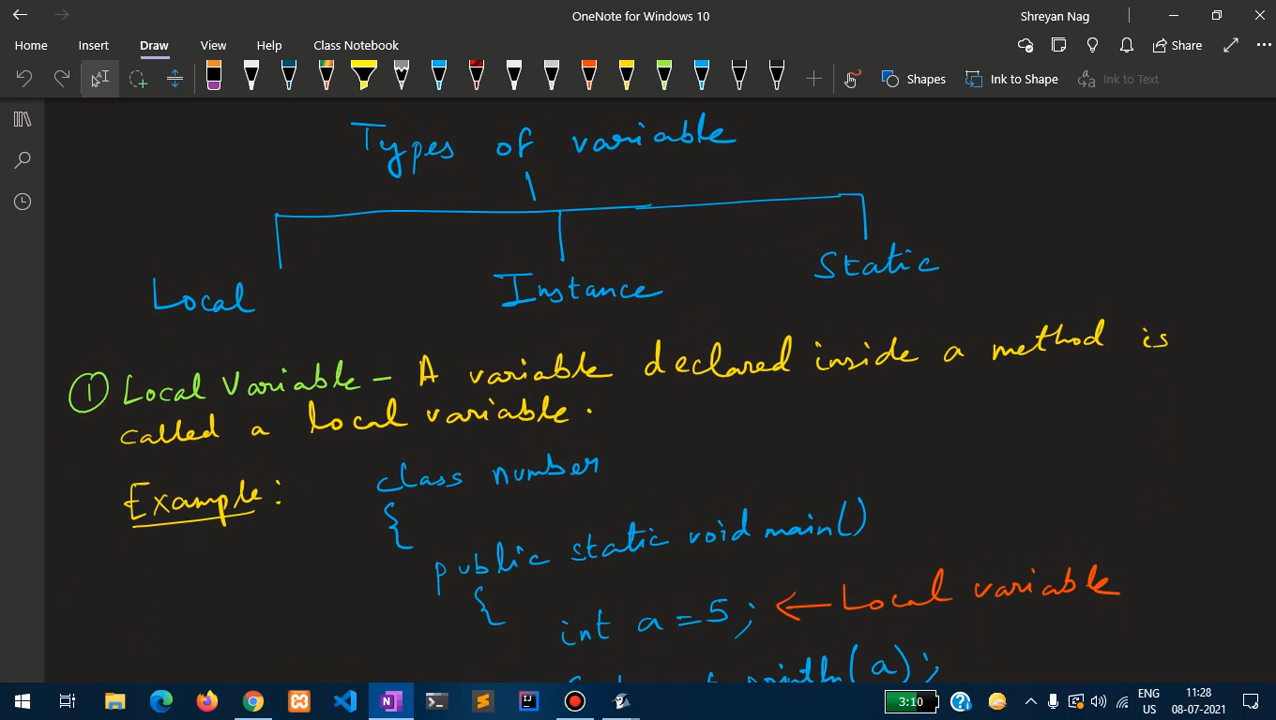 OneNote for Windows 10
Shreyan Nag
Home Insert Draw View Help Class Notebook
Share
Shapes Ink to Shape Ink to Text
Types of variable
Local Instance Static
① Local Variable - A variable declared inside a method is
called a local variable.
Example:
class number
{
public static void main()
{
int a = 5; ← Local variable
println(a);
3:10
ENG
US
11:28
08-07-2021